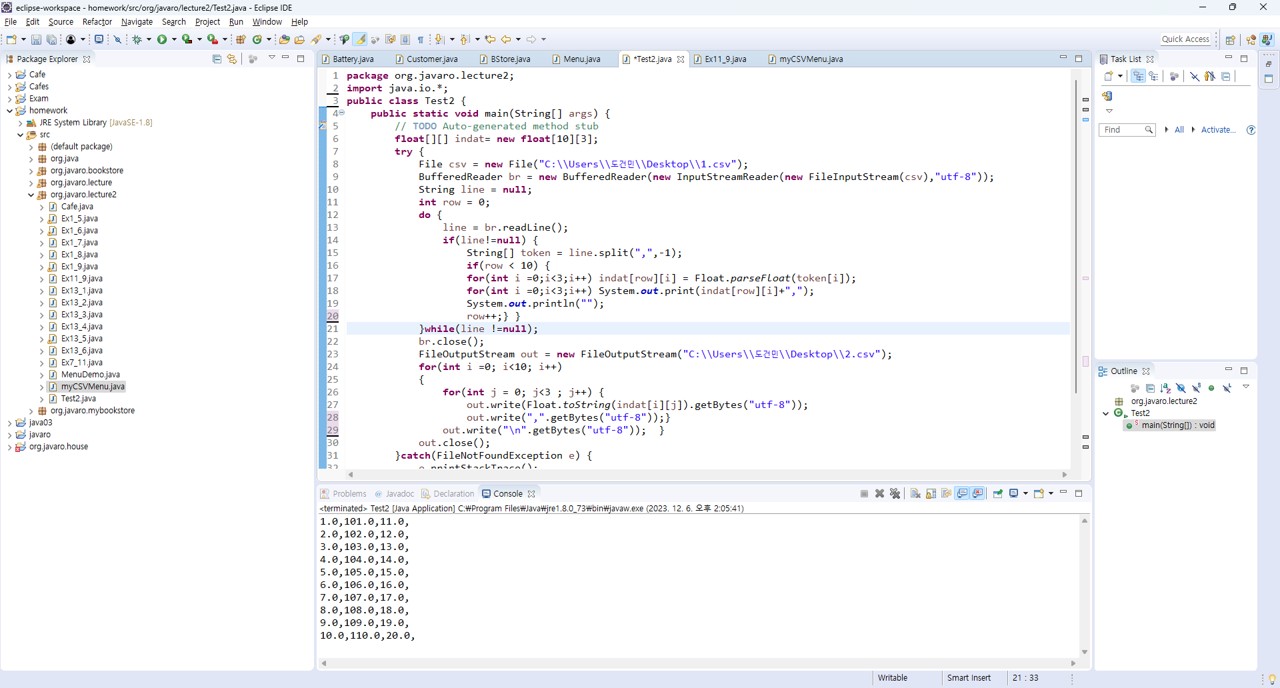 eclipse-workspace - homework/src/org/javaro/lecture2/Test2.java - Eclipse IDE
File Edit Source Refactor Navigate Search Project Run Window Help
Quick Access
Package Explorer
Cafe
Cafes
Exam
homework
JRE System Library [JavaSE-1.8]
src
(default package)
org.java
org.javaro.bookstore
org.javaro.lecture
org.javaro.lecture2
Cafe.java
Ex1_5.java
Ex1_6.java
Ex1_7.java
Ex1_8.java
Ex1_9.java
Ex11_9.java
Ex13_1.java
Ex13_2.java
Ex13_3.java
Ex13_4.java
Ex13_5.java
Ex13_6.java
Ex7_11.java
MenuDemo.java
myCSVMenu.java
Test2.java
org.javaro.mybookstore
java03
javaro
org.javaro.house
Battery.java Customer.java BStore.java Menu.java *Test2.java Ex11_9.java myCSVMenu.java
1 package org.javaro.lecture2;
2 import java.io.*;
3 public class Test2 {
4 public static void main(String[] args) {
5 // TODO Auto-generated method stub
6 float[][] indat= new float[10][3];
7 try {
8 File csv = new File("C:\\Users\\도건민\\Desktop\\1.csv");
9 BufferedReader br = new BufferedReader(new InputStreamReader(new FileInputStream(csv),"utf-8"));
10 String line = null;
11 int row = 0;
12 do {
13 line = br.readLine();
14 if(line!=null) {
15 String[] token = line.split(",",-1);
16 if(row < 10) {
17 for(int i =0;i<3;i++) indat[row][i] = Float.parseFloat(token[i]);
18 for(int i =0;i<3;i++) System.out.print(indat[row][i]+",");
19 System.out.println("");
20 row++;} }
21 }while(line !=null);
22 br.close();
23 FileOutputStream out = new FileOutputStream("C:\\Users\\도건민\\Desktop\\2.csv");
24 for(int i =0; i<10; i++)
25 {
26 for(int j = 0; j<3 ; j++) {
27 out.write(Float.toString(indat[i][j]).getBytes("utf-8"));
28 out.write(",".getBytes("utf-8"));}
29 out.write("\n".getBytes("utf-8")); }
30 out.close();
31 }catch(FileNotFoundException e) {
32 e.printStackTrace();
Problems Javadoc Declaration Console
<terminated> Test2 [Java Application] C:₩Program Files₩Java₩jre1.8.0_73₩bin₩javaw.exe (2023. 12. 6. 오후 2:05:41)
1.0,101.0,11.0,
2.0,102.0,12.0,
3.0,103.0,13.0,
4.0,104.0,14.0,
5.0,105.0,15.0,
6.0,106.0,16.0,
7.0,107.0,17.0,
8.0,108.0,18.0,
9.0,109.0,19.0,
10.0,110.0,20.0,
Task List
Find All Activate...
Outline
org.javaro.lecture2
Test2
main(String[]) : void
Writable Smart Insert 21 : 33